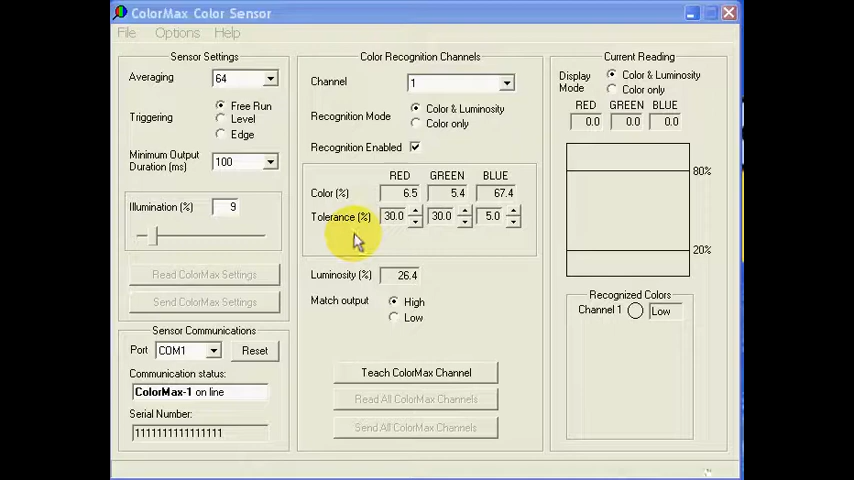 ColorMax Color Sensor
File Options Help
Sensor Settings
Averaging 64
Triggering
Free Run
Level
Edge
Minimum Output
Duration (ms) 100
Illumination (%) 9
Read ColorMax Settings
Send ColorMax Settings
Sensor Communications
Port COM1 Reset
Communication status:
ColorMax-1 on line
Serial Number:
1111111111111111
Color Recognition Channels
Channel 1
Recognition Mode
Color & Luminosity
Color only
Recognition Enabled
RED GREEN BLUE
Color (%) 6.5 5.4 67.4
Tolerance (%) 30.0 30.0 5.0
Luminosity (%) 26.4
Match output High
Low
Teach ColorMax Channel
Read All ColorMax Channels
Send All ColorMax Channels
Current Reading
Display
Mode
Color & Luminosity
Color only
RED GREEN BLUE
0.0 0.0 0.0
80%
20%
Recognized Colors
Channel 1 Low